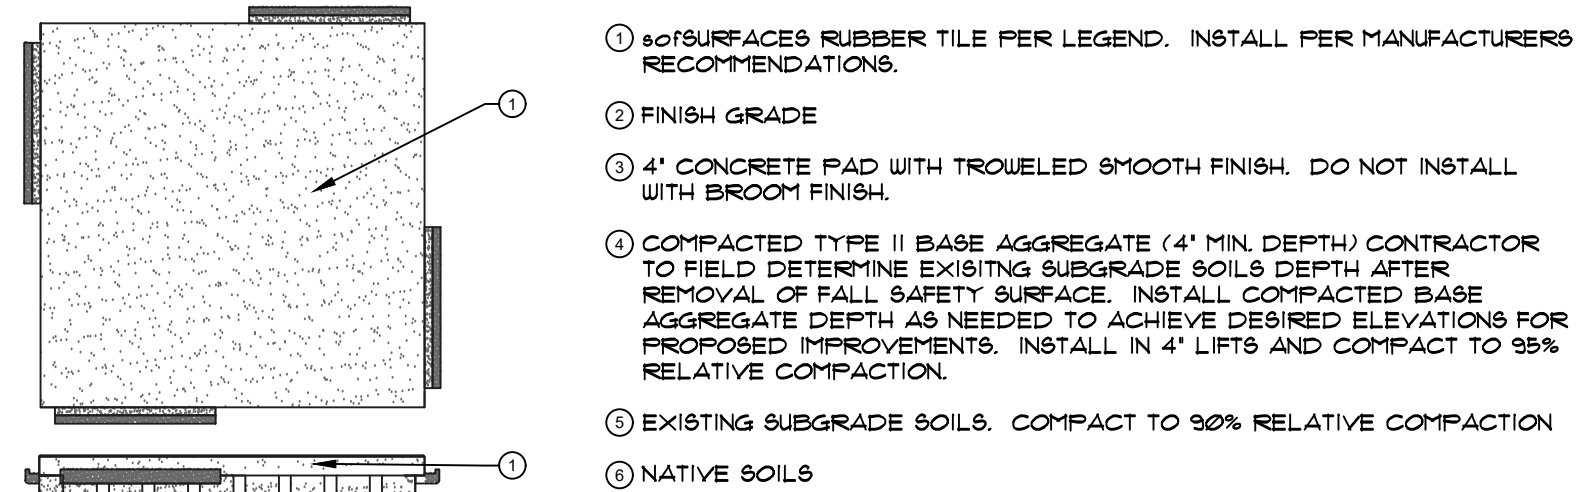 1 sofSURFACES RUBBER TILE PER LEGEND. INSTALL PER MANUFACTURERS
RECOMMENDATIONS.
1
2 FINISH GRADE
3 4" CONCRETE PAD WITH TROWELED SMOOTH FINISH. DO NOT INSTALL
WITH BROOM FINISH.
4 COMPACTED TYPE II BASE AGGREGATE (4" MIN. DEPTH) CONTRACTOR
TO FIELD DETERMINE EXISITNG SUBGRADE SOILS DEPTH AFTER
REMOVAL OF FALL SAFETY SURFACE. INSTALL COMPACTED BASE
AGGREGATE DEPTH AS NEEDED TO ACHIEVE DESIRED ELEVATIONS FOR
PROPOSED IMPROVEMENTS. INSTALL IN 4" LIFTS AND COMPACT TO 95%
RELATIVE COMPACTION.
5 EXISTING SUBGRADE SOILS. COMPACT TO 90% RELATIVE COMPACTION
1
6 NATIVE SOILS